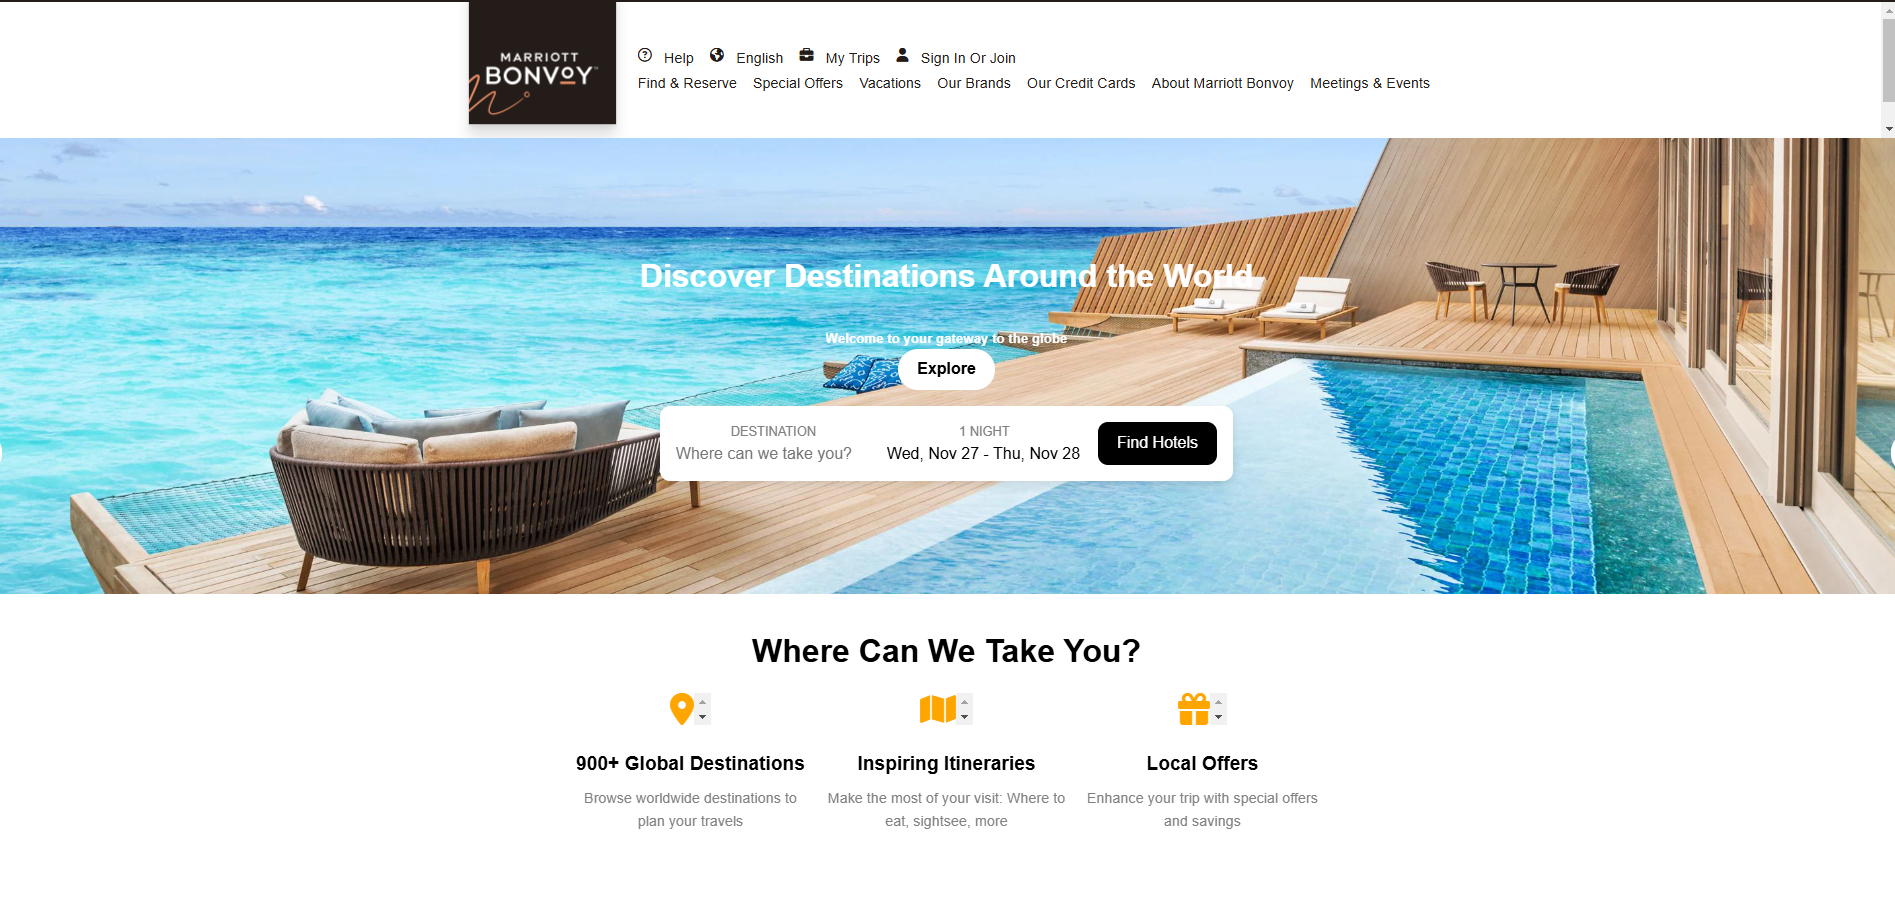 MARRIOTT
BONVOY™
Help English My Trips Sign In Or Join
Find & Reserve Special Offers Vacations Our Brands Our Credit Cards About Marriott Bonvoy Meetings & Events
Discover Destinations Around the World
Welcome to your gateway to the globe
Explore
DESTINATION
Where can we take you?
1 NIGHT
Wed, Nov 27 - Thu, Nov 28
Find Hotels
Where Can We Take You?
900+ Global Destinations
Browse worldwide destinations to
plan your travels
Inspiring Itineraries
Make the most of your visit: Where to
eat, sightsee, more
Local Offers
Enhance your trip with special offers
and savings